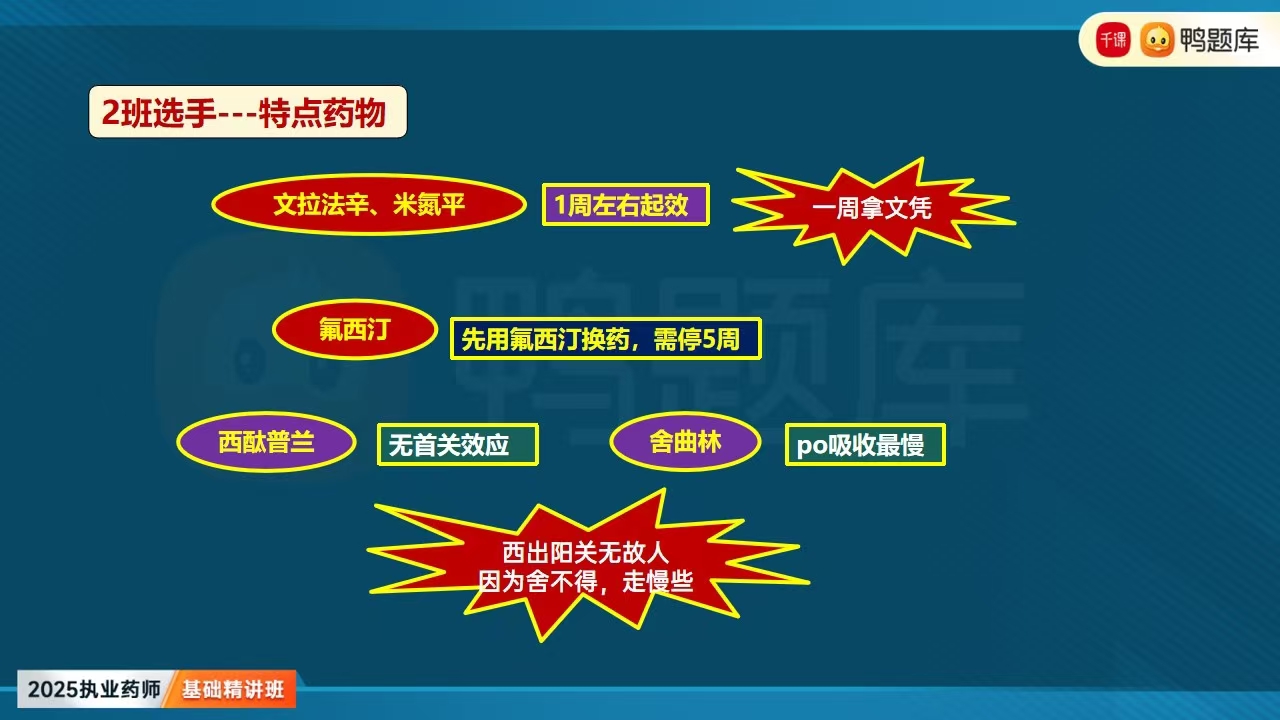 千课 鸭题库
2班选手---特点药物
文拉法辛、米氮平 1周左右起效 一周拿文凭
鸭题库
氟西汀 先用氟西汀换药，需停5周
西酞普兰 无首关效应 舍曲林 po吸收最慢
西出阳关无故人
因为舍不得，走慢些
2025执业药师 基础精讲班